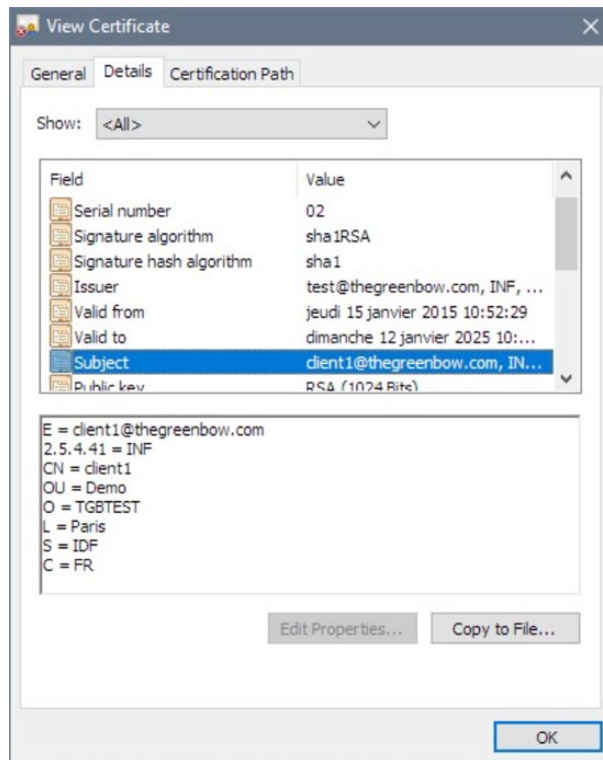 View Certificate
General Details Certification Path
Show: <All>
Field Value
Serial number 02
Signature algorithm sha1RSA
Signature hash algorithm sha1
Issuer test@thegreenbow.com, INF, ...
Valid from jeudi 15 janvier 2015 10:52:29
Valid to dimanche 12 janvier 2025 10:...
Subject client1@thegreenbow.com, IN...
Public key RSA (1024 Bits)
E = client1@thegreenbow.com
2.5.4.41 = INF
CN = client1
OU = Demo
O = TGBTEST
L = Paris
S = IDF
C = FR
Edit Properties... Copy to File...
OK